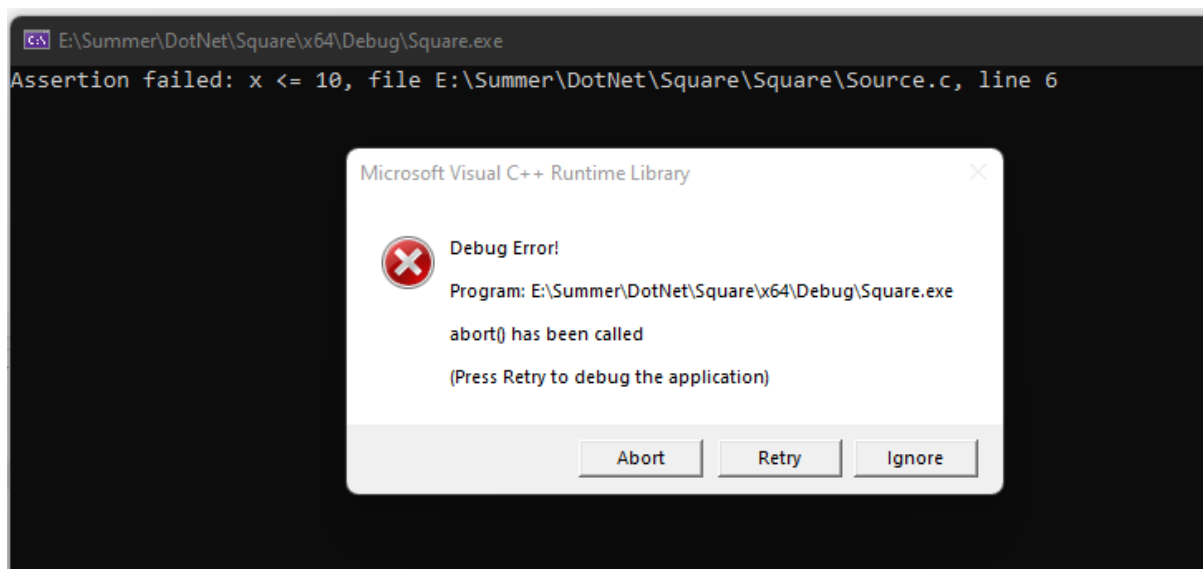 E:\Summer\DotNet\Square\x64\Debug\Square.exe
Assertion failed: x <= 10, file E:\Summer\DotNet\Square\Square\Source.c, line 6
Microsoft Visual C++ Runtime Library
Debug Error!
Program: E:\Summer\DotNet\Square\x64\Debug\Square.exe
abort() has been called
(Press Retry to debug the application)
Abort Retry Ignore